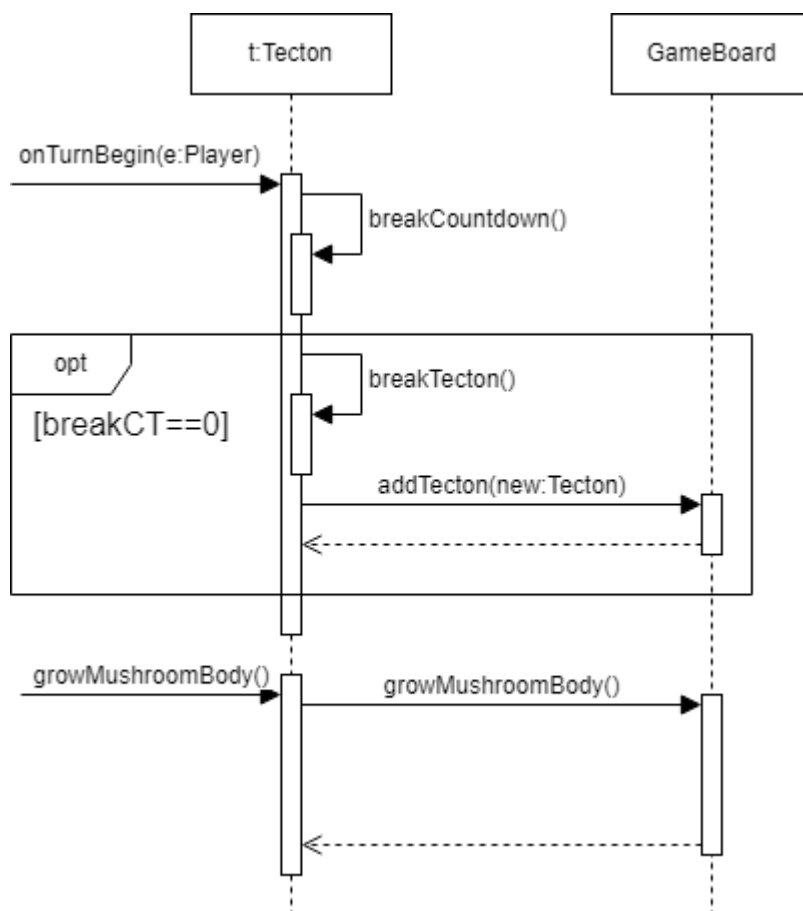 t:Tecton
GameBoard
onTurnBegin(e:Player)
breakCountdown()
opt
[breakCT==0]
breakTecton()
addTecton(new:Tecton)
growMushroomBody()
growMushroomBody()